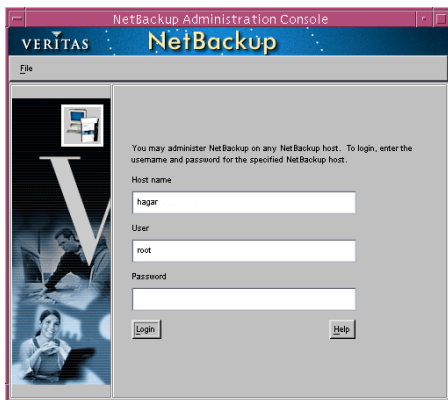 NetBackup Administration Console
VERITAS NetBackup
File
You may administer NetBackup on any NetBackup host. To login, enter the
username and password for the specified NetBackup host.
Host name
hagar
User
root
Password
Login Help